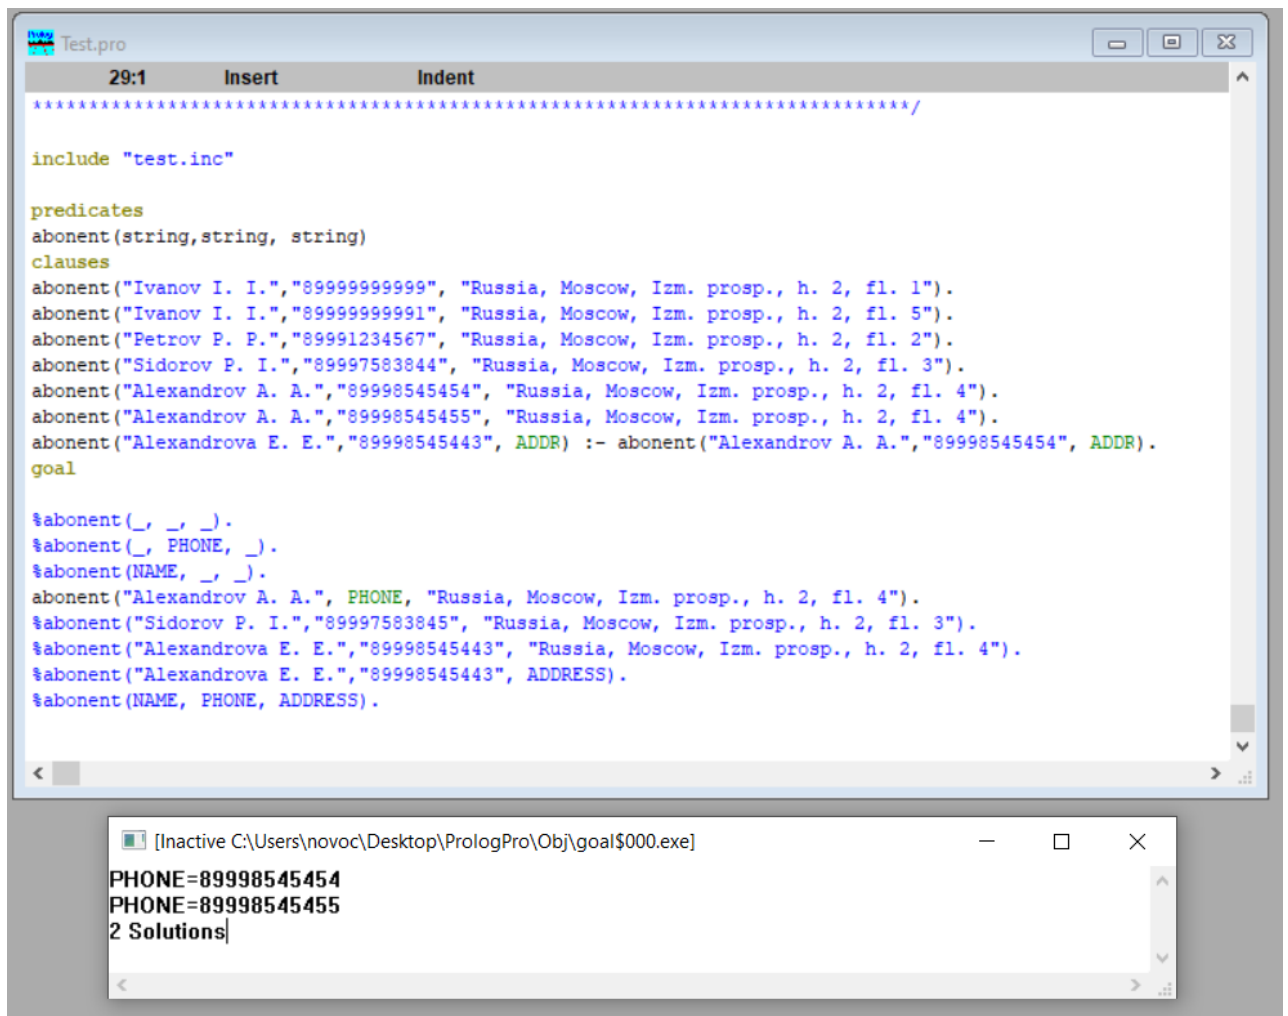 Test.pro
29:1 Insert Indent
******************************************************************************/
include "test.inc"
predicates
abonent(string,string, string)
clauses
abonent("Ivanov I. I.","89999999999", "Russia, Moscow, Izm. prosp., h. 2, fl. 1").
abonent("Ivanov I. I.","89999999991", "Russia, Moscow, Izm. prosp., h. 2, fl. 5").
abonent("Petrov P. P.","89991234567", "Russia, Moscow, Izm. prosp., h. 2, fl. 2").
abonent("Sidorov P. I.","89997583844", "Russia, Moscow, Izm. prosp., h. 2, fl. 3").
abonent("Alexandrov A. A.","89998545454", "Russia, Moscow, Izm. prosp., h. 2, fl. 4").
abonent("Alexandrov A. A.","89998545455", "Russia, Moscow, Izm. prosp., h. 2, fl. 4").
abonent("Alexandrova E. E.","89998545443", ADDR) :- abonent("Alexandrov A. A.","89998545454", ADDR).
goal
%abonent(_, _, _).
%abonent(_, PHONE, _).
%abonent(NAME, _, _).
abonent("Alexandrov A. A.", PHONE, "Russia, Moscow, Izm. prosp., h. 2, fl. 4").
%abonent("Sidorov P. I.","89997583845", "Russia, Moscow, Izm. prosp., h. 2, fl. 3").
%abonent("Alexandrova E. E.","89998545443", "Russia, Moscow, Izm. prosp., h. 2, fl. 4").
%abonent("Alexandrova E. E.","89998545443", ADDRESS).
%abonent(NAME, PHONE, ADDRESS).
[Inactive C:\Users\novoc\Desktop\PrologPro\Obj\goal$000.exe]
PHONE=89998545454
PHONE=89998545455
2 Solutions